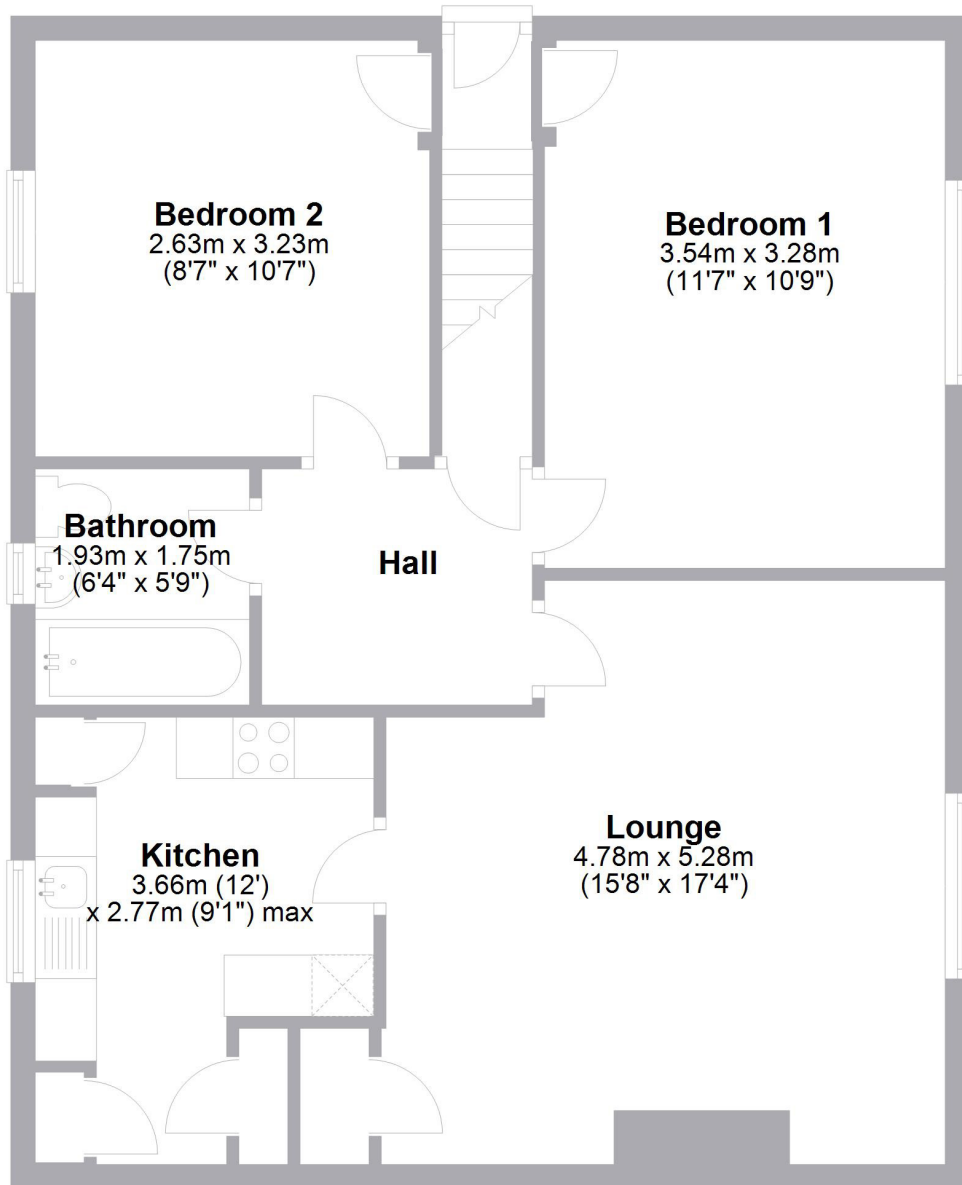 Bedroom 2
2.63m x 3.23m
(8'7" x 10'7")
Bedroom 1
3.54m x 3.28m
(11'7" x 10'9")
Bathroom
1.93m x 1.75m
(6'4" x 5'9")
Hall
Kitchen
3.66m (12')
x 2.77m (9'1") max
Lounge
4.78m x 5.28m
(15'8" x 17'4")